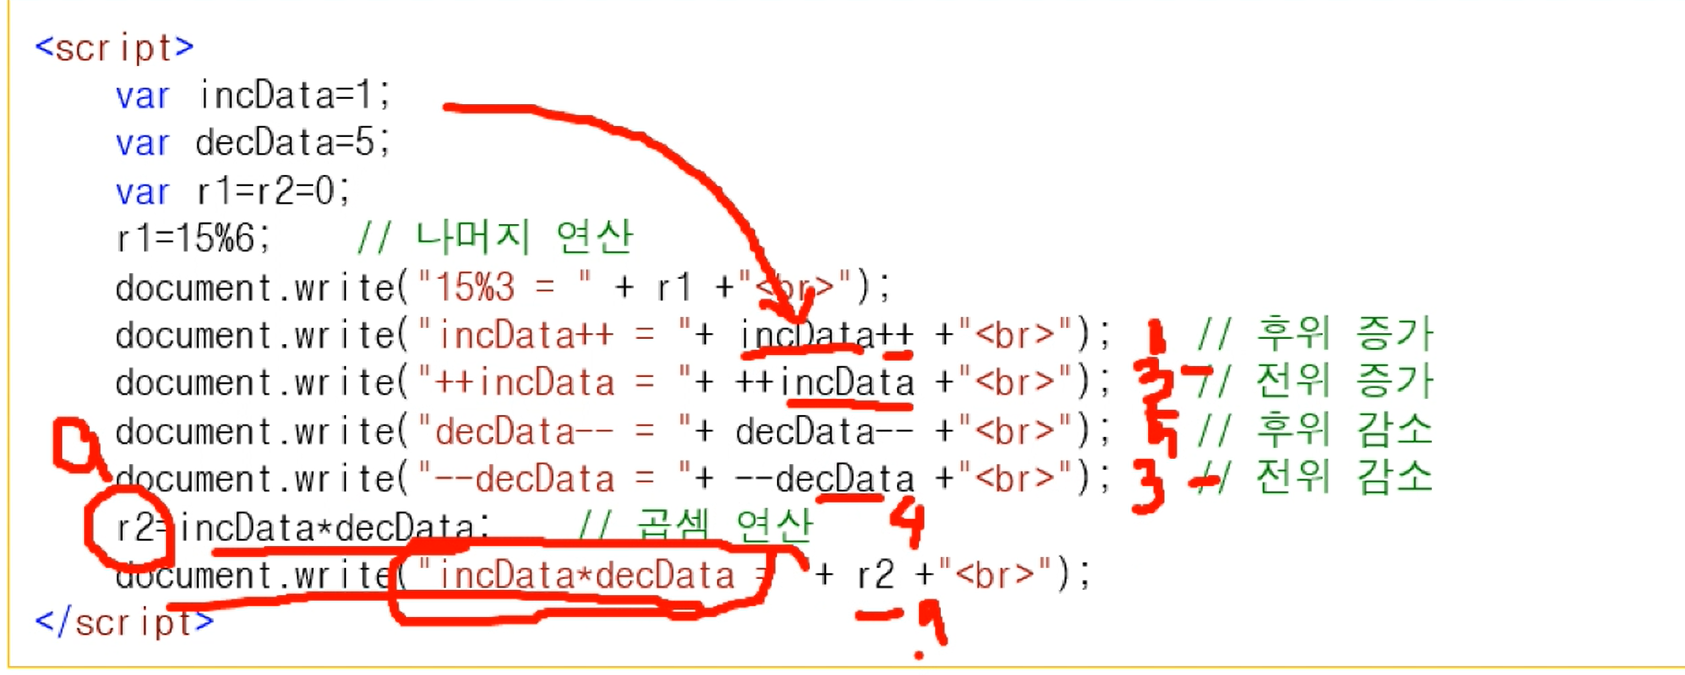 <script>
var incData=1;
var decData=5;
var r1=r2=0;
r1=15%6; // 나머지 연산
document.write("15%3 = " + r1 +"<br>");
document.write("incData++ = "+ incData++ +"<br>"); 1 // 후위 증가
document.write("++incData = "+ ++incData +"<br>"); 3 // 전위 증가
document.write("decData-- = "+ decData-- +"<br>"); 5 // 후위 감소
document.write("--decData = "+ --decData +"<br>"); 3 // 전위 감소
4
r2=incData*decData; // 곱셈 연산
document.write("incData*decData = "+ r2 +"<br>");
9
</script>